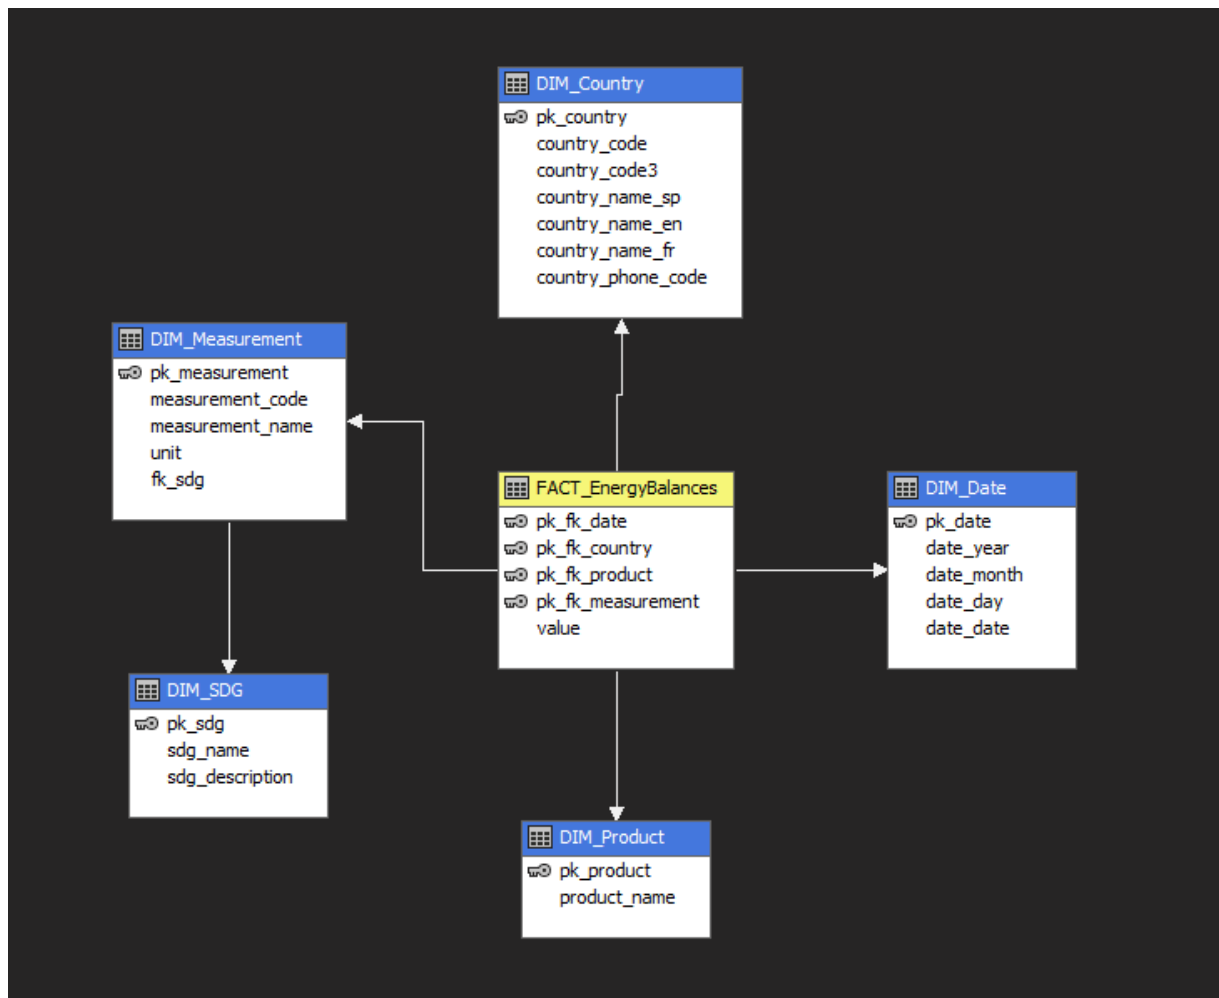 DIM_Country
pk_country
country_code
country_code3
country_name_sp
country_name_en
country_name_fr
country_phone_code
DIM_Measurement
pk_measurement
measurement_code
measurement_name
unit
fk_sdg
FACT_EnergyBalances
pk_fk_date
pk_fk_country
pk_fk_product
pk_fk_measurement
value
DIM_Date
pk_date
date_year
date_month
date_day
date_date
DIM_SDG
pk_sdg
sdg_name
sdg_description
DIM_Product
pk_product
product_name